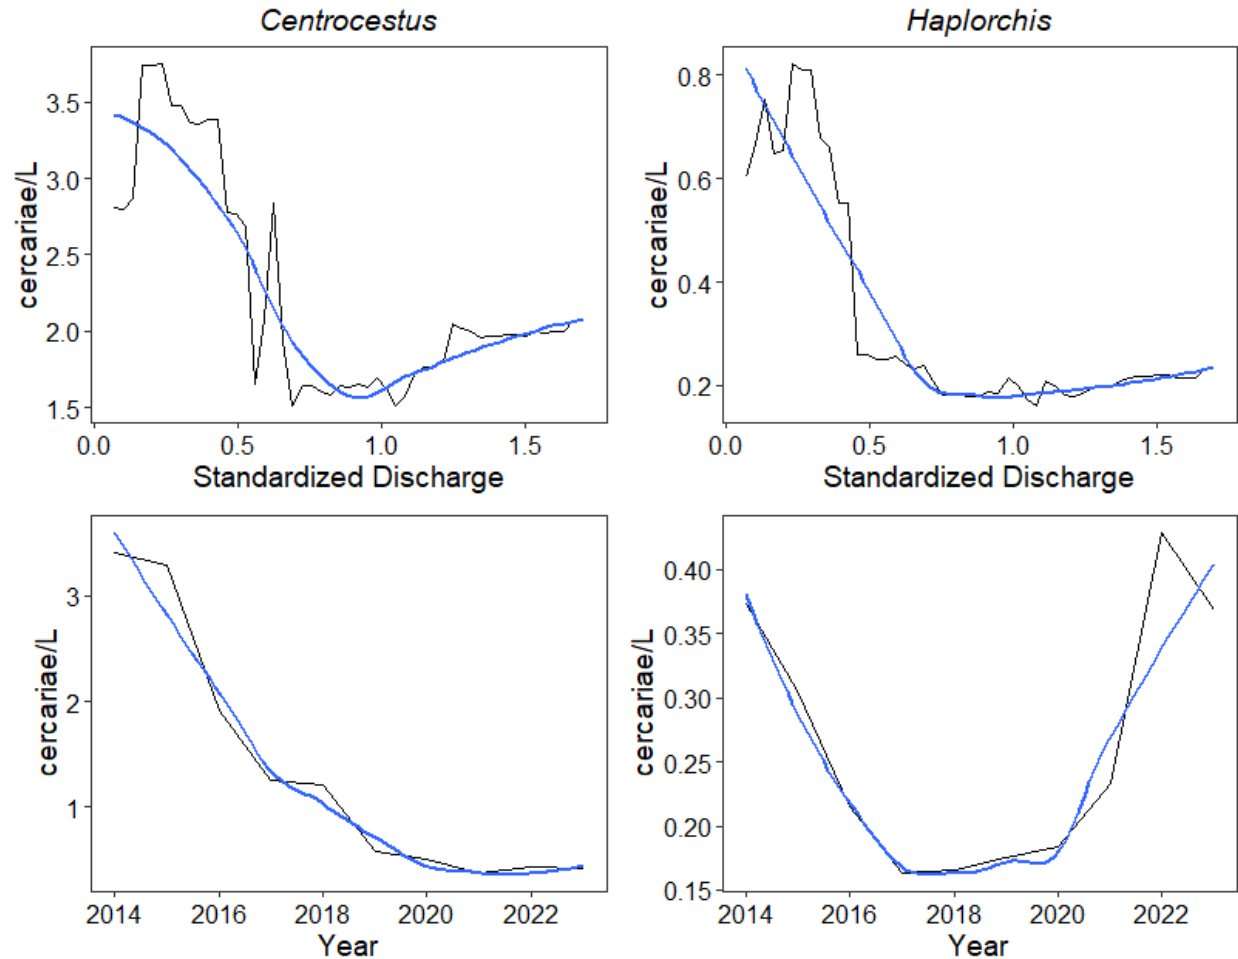 Centrocestus
Haplorchis
cercariae/L
3.5
3.0
2.5
2.0
1.5
0.0 0.5 1.0 1.5
Standardized Discharge
cercariae/L
0.8
0.6
0.4
0.2
0.0 0.5 1.0 1.5
Standardized Discharge
cercariae/L
3
2
1
2014 2016 2018 2020 2022
Year
cercariae/L
0.40
0.35
0.30
0.25
0.20
0.15
2014 2016 2018 2020 2022
Year